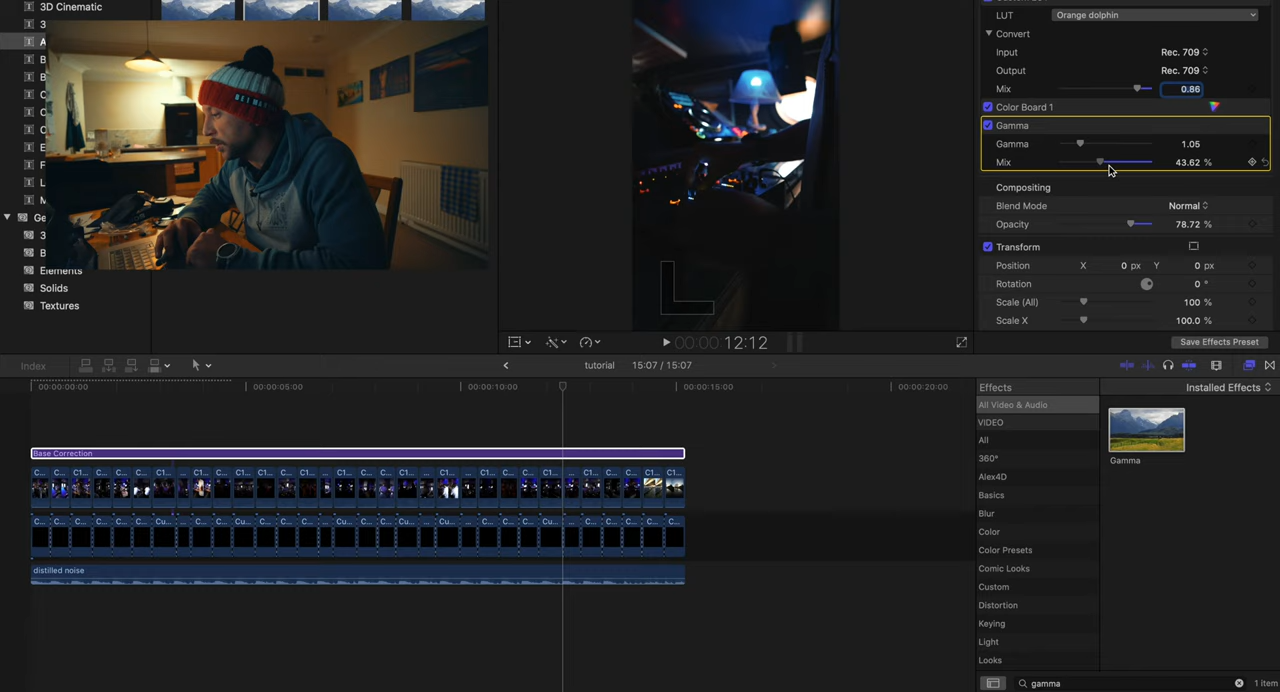 3D Cinematic
3
A
B
B
C
C
C
E
F
L
M
Ge
3
B
Elements
Solids
Textures
LUT Orange dolphin
Convert
Input Rec. 709
Output Rec. 709
Mix 0.86
Color Board 1
Gamma
Gamma 1.05
Mix 43.62 %
Compositing
Blend Mode Normal
Opacity 78.72 %
Transform
Position X 0 px Y 0 px
Rotation 0 °
Scale (All) 100 %
Scale X 100.0 %
Save Effects Preset
00:00:00 12:12
Index
tutorial 15:07 / 15:07
00:00:00:00 00:00:05:00 00:00:10:00 00:00:15:00 00:00:20:00
Base Correction
distilled noise
Effects Installed Effects
All Video & Audio
VIDEO
All
360°
Alex4D
Basics
Blur
Color
Color Presets
Comic Looks
Custom
Distortion
Keying
Light
Looks
Gamma
gamma 1 item